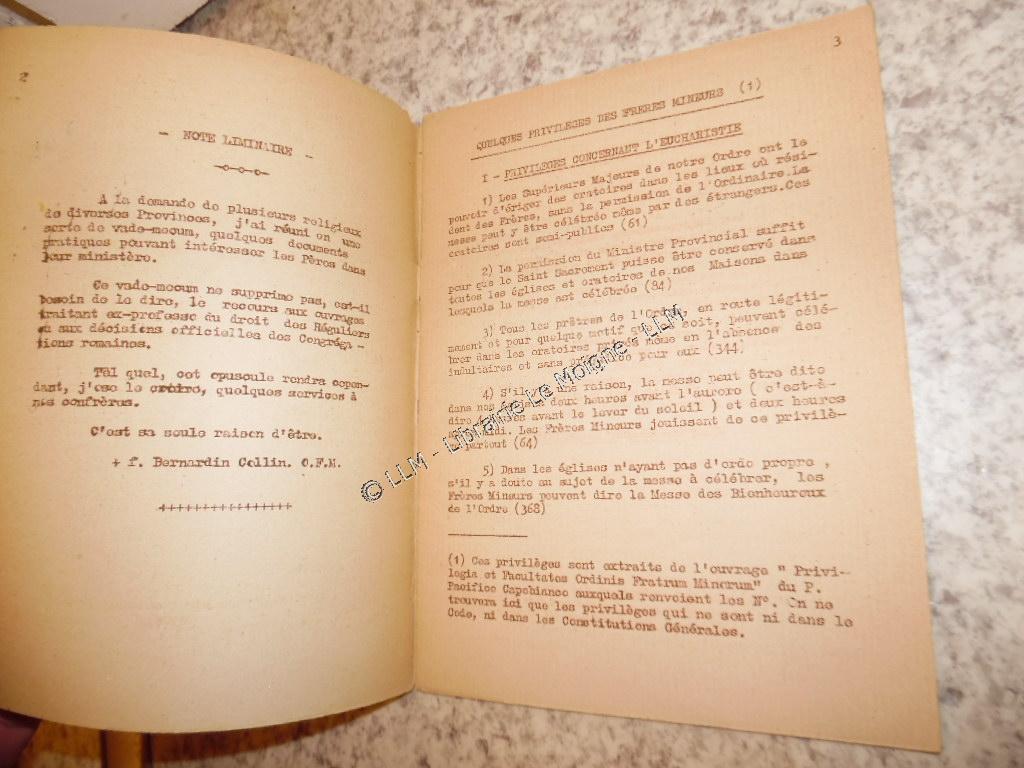 2
- NOTE LIMINAIRE -
A la demande de plusieurs religieux
de diverses Provinces, j'ai réuni en une
sorte de vade-mecum, quelques documents
pratiques pouvant intéresser les Pères dans
leur ministère.
Ce vade-mecum ne supprime pas, est-il
besoin de le dire, le recours aux ouvrages
traitant ex-professo du droit des Réguliers
ou aux décisions officielles des Congréga -
tions romaines.
Tel quel, cet opuscule rendra cepen-
dant, j'ose le croire, quelques services à
nos confrères.
C'est sa seule raison d'être.
+ f. Bernardin Collin. O.F.M.
+++++++++++++++++
3
QUELQUES PRIVILEGES DES FRERES MINEURS (1)
I - PRIVILEGES CONCERNANT L'EUCHARISTIE
1) Les Supérieurs Majeurs de notre Ordre ont le
pouvoir d'ériger des oratoires dans les lieux où rési-
dent des Frères, sans la permission de l'Ordinaire.La
messe peut y être célébrée même par des étrangers.Ces
oratoires sont semi-publics (61)
2) La permission du Ministre Provincial suffit
pour que le Saint Sacrement puisse être conservé dans
toutes les églises et oratoires de nos Maisons dans
lesquels la messe est célébrée (84)
3) Tous les prêtres de l'Ordre, en route légiti-
mement et pour quelque motif que ce soit, peuvent célé-
brer dans les oratoires privés même en l'absence des
indultaires et sans que pour eux (344)
4) S'il y a une raison, la messe peut être dite
dans nos églises deux heures avant l'aurore ( c'est-à-
dire heures avant le lever du soleil ) et deux heures
midi. Les Frères Mineurs jouissent de ce privilè-
partout (64)
5) Dans les églises n'ayant pas d'ordo propre ,
s'il y a doute au sujet de la messe à célébrer, les
Frères Mineurs peuvent dire la Messe des Bienheureux
de l'Ordre (368)
(1) Ces privilèges sont extraits de l'ouvrage " Privi-
legia et Facultates Ordinis Fratrum Minorum" du P.
Pacifico Capobianco auxquels renvoient les N°. On ne
trouvera ici que les privilèges qui ne sont ni dans le
Code, ni dans les Constitutions Générales.
© LLM - Librairie Le Moigne - LLM